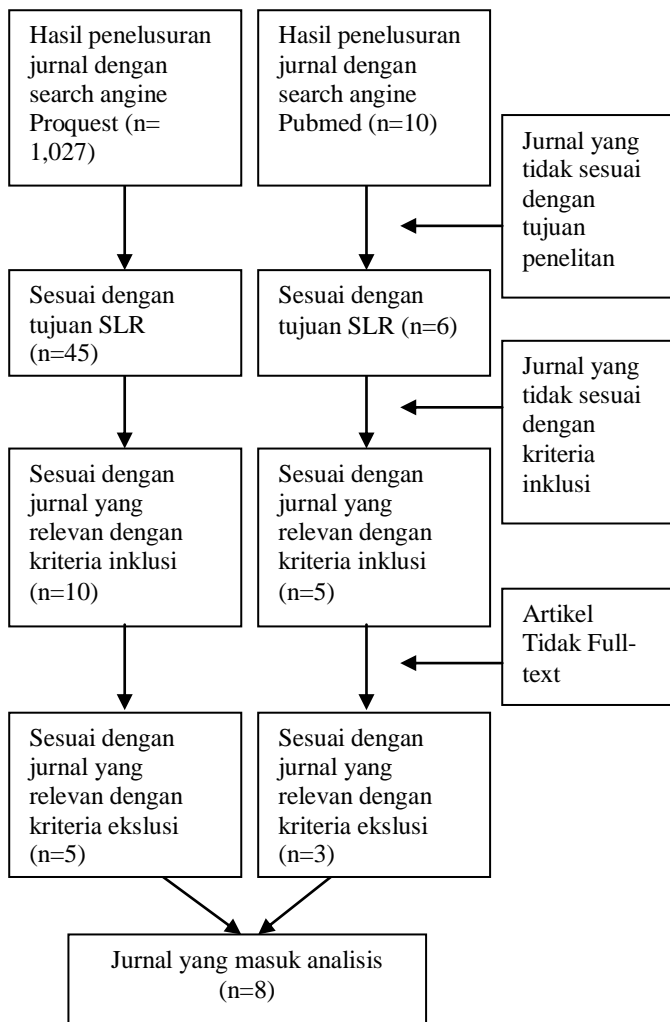 Hasil penelusuran
jurnal dengan
search angine
Proquest (n=
1,027)
Hasil penelusuran
jurnal dengan
search angine
Pubmed (n=10)
Jurnal yang
tidak sesuai
dengan
tujuan
penelitan
Sesuai dengan
tujuan SLR
(n=45)
Sesuai dengan
tujuan SLR (n=6)
Jurnal yang
tidak sesuai
dengan
kriteria
inklusi
Sesuai dengan
jurnal yang
relevan dengan
kriteria inklusi
(n=10)
Sesuai dengan
jurnal yang
relevan dengan
kriteria inklusi
(n=5)
Artikel
Tidak Full-
text
Sesuai dengan
jurnal yang
relevan dengan
kriteria ekslusi
(n=5)
Sesuai dengan
jurnal yang
relevan dengan
kriteria ekslusi
(n=3)
Jurnal yang masuk analisis
(n=8)